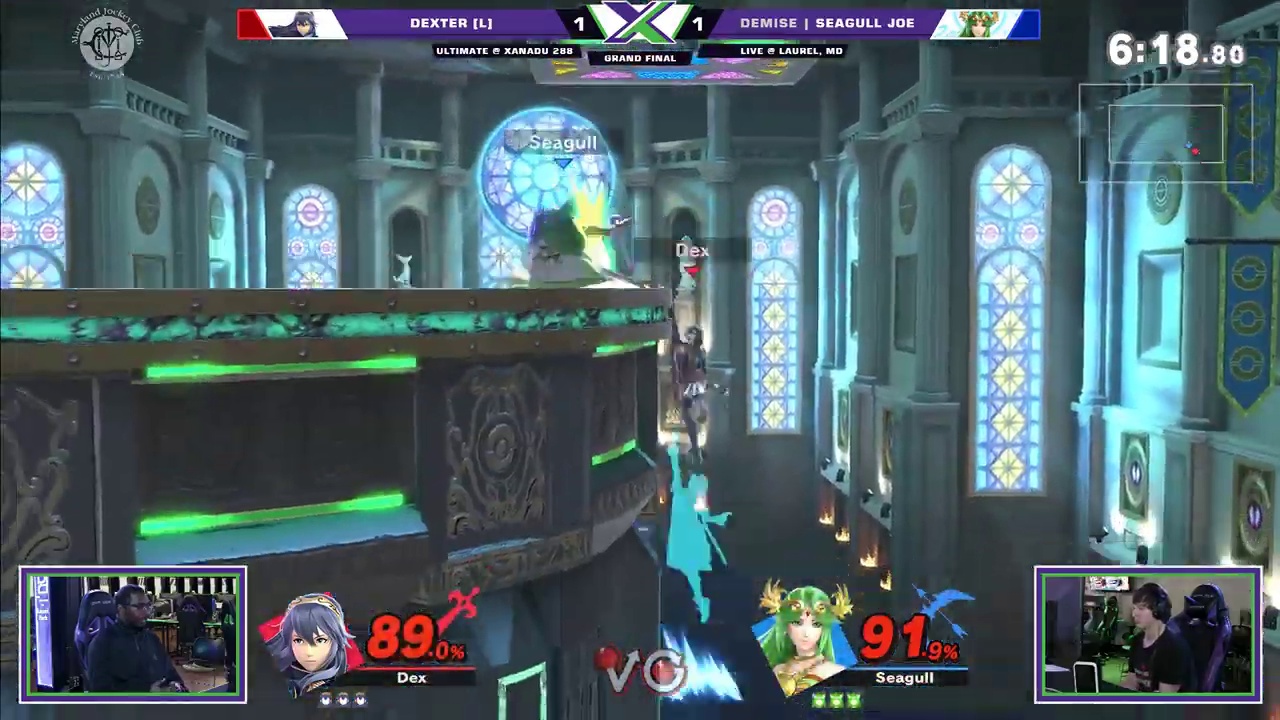 DEXTER [L] 1 1 DEMISE | SEAGULL JOE
ULTIMATE @ XANADU 288 LIVE @ LAUREL, MD
GRAND FINAL
Maryland Jockey Club
6:18.80
Seagull
Dex
89.0%
91.9%
Dex
VG
Seagull